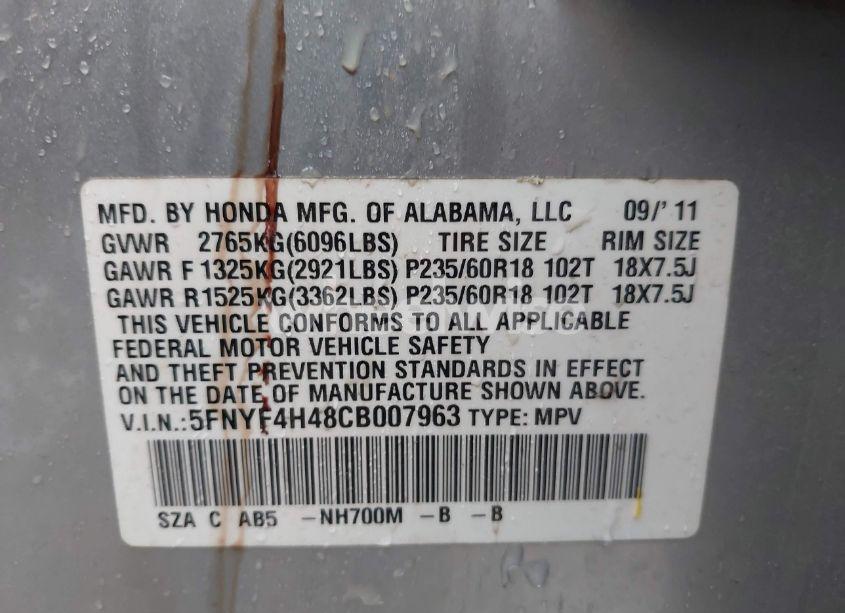 MFD. BY HONDA MFG. OF ALABAMA, LLC 09/'11
GVWR 2765KG(6096LBS) TIRE SIZE RIM SIZE
GAWR F 1325KG(2921LBS) P235/60R18 102T 18X7.5J
GAWR R1525KG(3362LBS) P235/60R18 102T 18X7.5J
THIS VEHICLE CONFORMS TO ALL APPLICABLE
FEDERAL MOTOR VEHICLE SAFETY
AND THEFT PREVENTION STANDARDS IN EFFECT
ON THE DATE OF MANUFACTURE SHOWN ABOVE.
V.I.N.:5FNYF4H48CB007963 TYPE: MPV
SZA C AB5 -NH700M -B -B